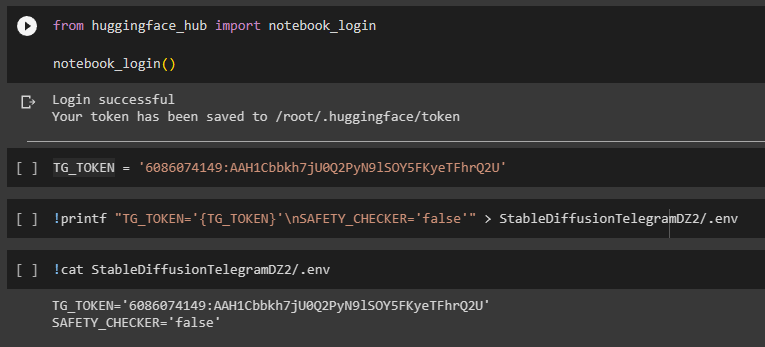 from huggingface_hub import notebook_login
notebook_login()
Login successful
Your token has been saved to /root/.huggingface/token
[ ] TG_TOKEN = '6086074149:AAH1Cbbkh7jU0Q2PyN9lSOY5FKyeTFhrQ2U'
[ ] !printf "TG_TOKEN='{TG_TOKEN}'\nSAFETY_CHECKER='false'" > StableDiffusionTelegramDZ2/.env
[ ] !cat StableDiffusionTelegramDZ2/.env
TG_TOKEN='6086074149:AAH1Cbbkh7jU0Q2PyN9lSOY5FKyeTFhrQ2U'
SAFETY_CHECKER='false'